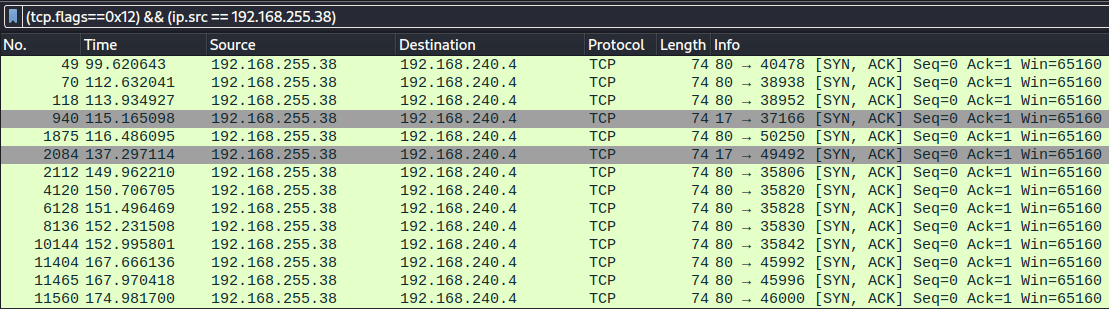 (tcp.flags==0x12) && (ip.src == 192.168.255.38)
No. Time Source Destination Protocol Length Info
49 99.620643 192.168.255.38 192.168.240.4 TCP 74 80 → 40478 [SYN, ACK] Seq=0 Ack=1 Win=65160
70 112.632041 192.168.255.38 192.168.240.4 TCP 74 80 → 38938 [SYN, ACK] Seq=0 Ack=1 Win=65160
118 113.934927 192.168.255.38 192.168.240.4 TCP 74 80 → 38952 [SYN, ACK] Seq=0 Ack=1 Win=65160
940 115.165098 192.168.255.38 192.168.240.4 TCP 74 17 → 37166 [SYN, ACK] Seq=0 Ack=1 Win=65160
1875 116.486095 192.168.255.38 192.168.240.4 TCP 74 80 → 50250 [SYN, ACK] Seq=0 Ack=1 Win=65160
2084 137.297114 192.168.255.38 192.168.240.4 TCP 74 17 → 49492 [SYN, ACK] Seq=0 Ack=1 Win=65160
2112 149.962210 192.168.255.38 192.168.240.4 TCP 74 80 → 35806 [SYN, ACK] Seq=0 Ack=1 Win=65160
4120 150.706705 192.168.255.38 192.168.240.4 TCP 74 80 → 35820 [SYN, ACK] Seq=0 Ack=1 Win=65160
6128 151.496469 192.168.255.38 192.168.240.4 TCP 74 80 → 35828 [SYN, ACK] Seq=0 Ack=1 Win=65160
8136 152.231508 192.168.255.38 192.168.240.4 TCP 74 80 → 35830 [SYN, ACK] Seq=0 Ack=1 Win=65160
10144 152.995801 192.168.255.38 192.168.240.4 TCP 74 80 → 35842 [SYN, ACK] Seq=0 Ack=1 Win=65160
11404 167.666136 192.168.255.38 192.168.240.4 TCP 74 80 → 45992 [SYN, ACK] Seq=0 Ack=1 Win=65160
11465 167.970418 192.168.255.38 192.168.240.4 TCP 74 80 → 45996 [SYN, ACK] Seq=0 Ack=1 Win=65160
11560 174.981700 192.168.255.38 192.168.240.4 TCP 74 80 → 46000 [SYN, ACK] Seq=0 Ack=1 Win=65160